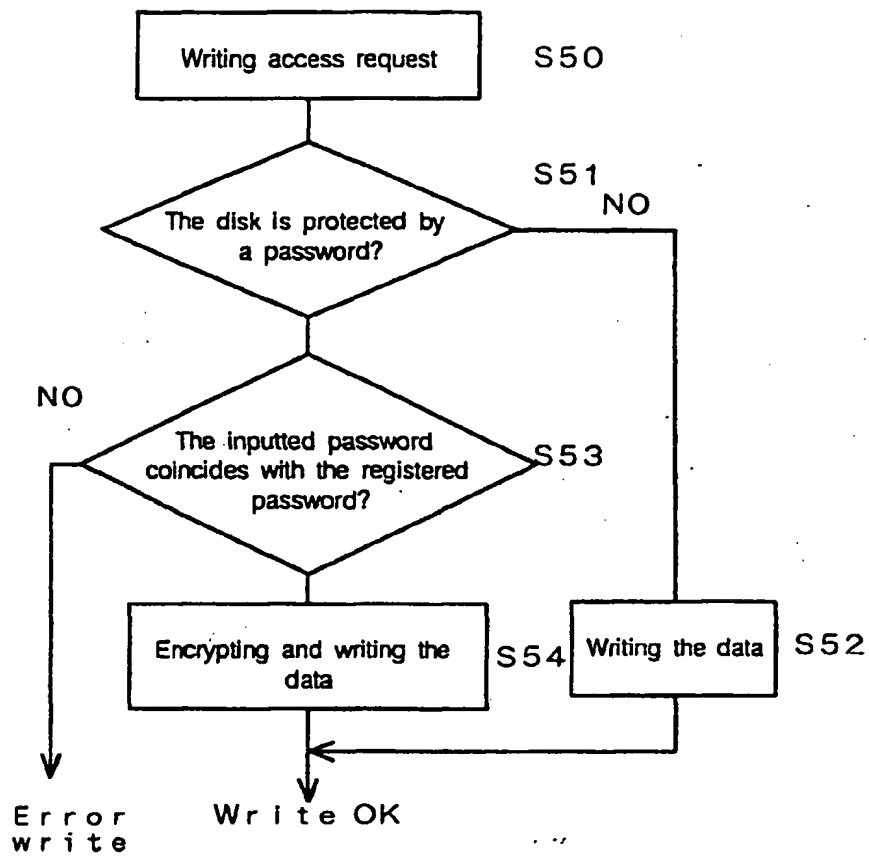 Writing access request
S50
S51
NO
The disk is protected by
a password?
NO
The inputted password
coincides with the registered
password?
S53
Encrypting and writing the
data
S54
Writing the data
S52
Error
write
Write OK